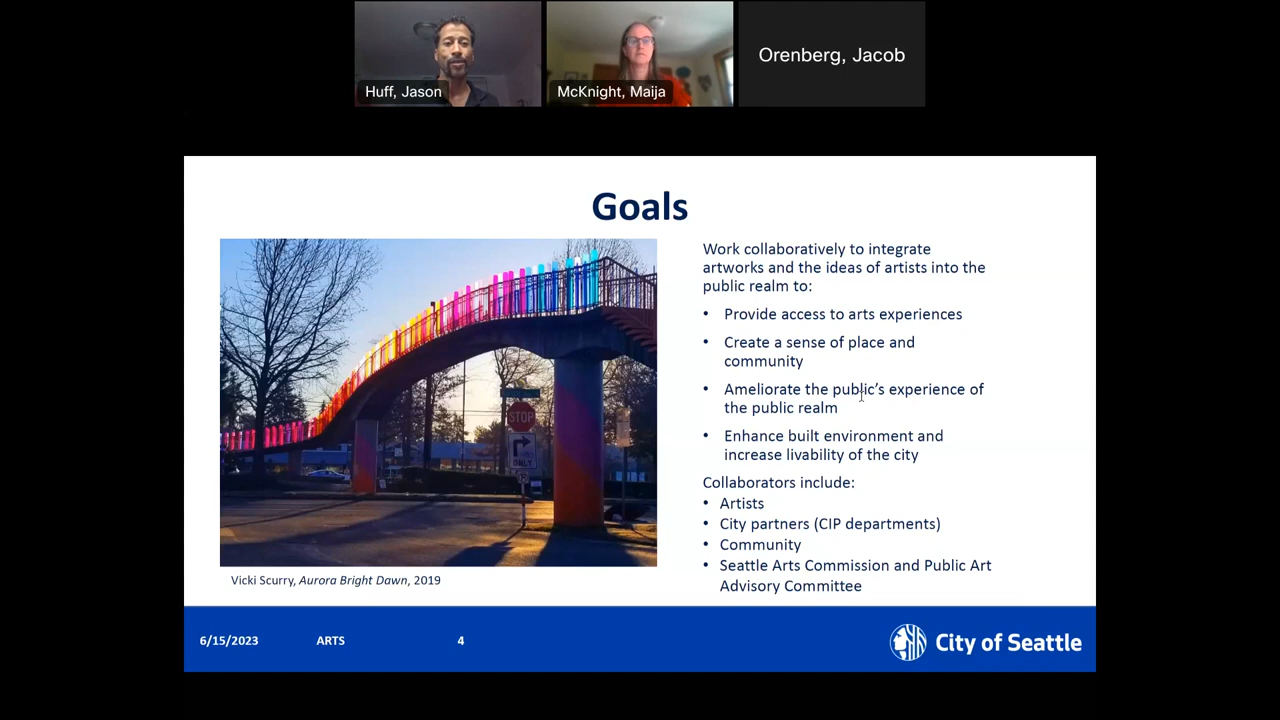 Huff, Jason
McKnight, Maija
Orenberg, Jacob
Goals
Work collaboratively to integrate
artworks and the ideas of artists into the
public realm to:
• Provide access to arts experiences
• Create a sense of place and
community
• Ameliorate the public’s experience of
the public realm
• Enhance built environment and
increase livability of the city
Collaborators include:
• Artists
• City partners (CIP departments)
• Community
• Seattle Arts Commission and Public Art
Advisory Committee
STOP
ONLY
Vicki Scurry, Aurora Bright Dawn, 2019
6/15/2023 ARTS 4
City of Seattle